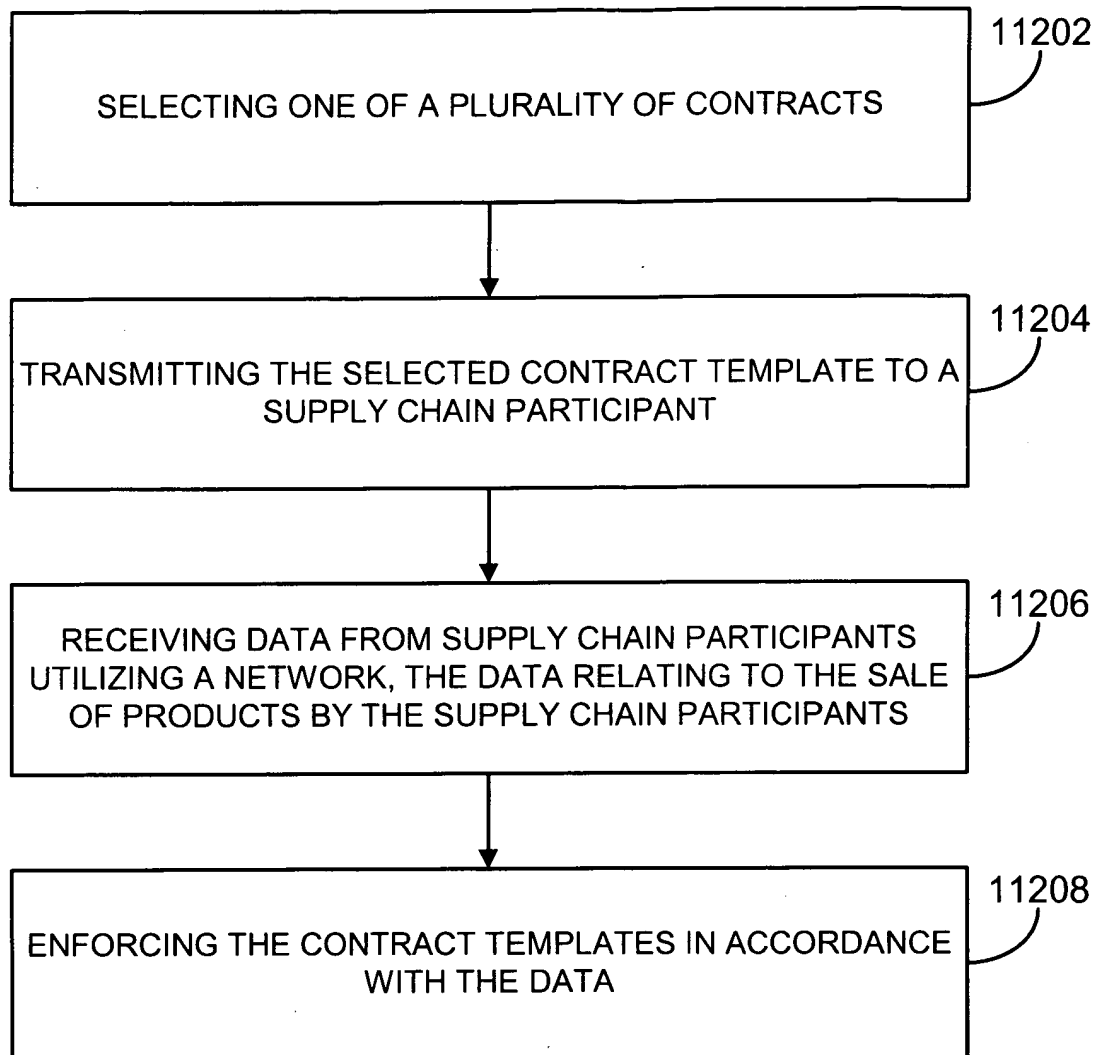 11202
SELECTING ONE OF A PLURALITY OF CONTRACTS
11204
TRANSMITTING THE SELECTED CONTRACT TEMPLATE TO A
SUPPLY CHAIN PARTICIPANT
11206
RECEIVING DATA FROM SUPPLY CHAIN PARTICIPANTS
UTILIZING A NETWORK, THE DATA RELATING TO THE SALE
OF PRODUCTS BY THE SUPPLY CHAIN PARTICIPANTS
11208
ENFORCING THE CONTRACT TEMPLATES IN ACCORDANCE
WITH THE DATA